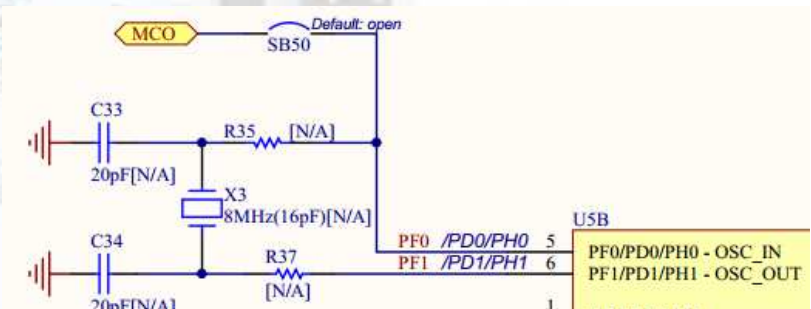 MCO
Default: open
SB50
C33
R35 [N/A]
20pF[N/A]
X3
8MHz(16pF)[N/A]
U5B
C34
PF0 /PD0/PH0 5
PF0/PD0/PH0 - OSC_IN
R37
PF1 /PD1/PH1 6
PF1/PD1/PH1 - OSC_OUT
[N/A]
20pF[N/A]
1